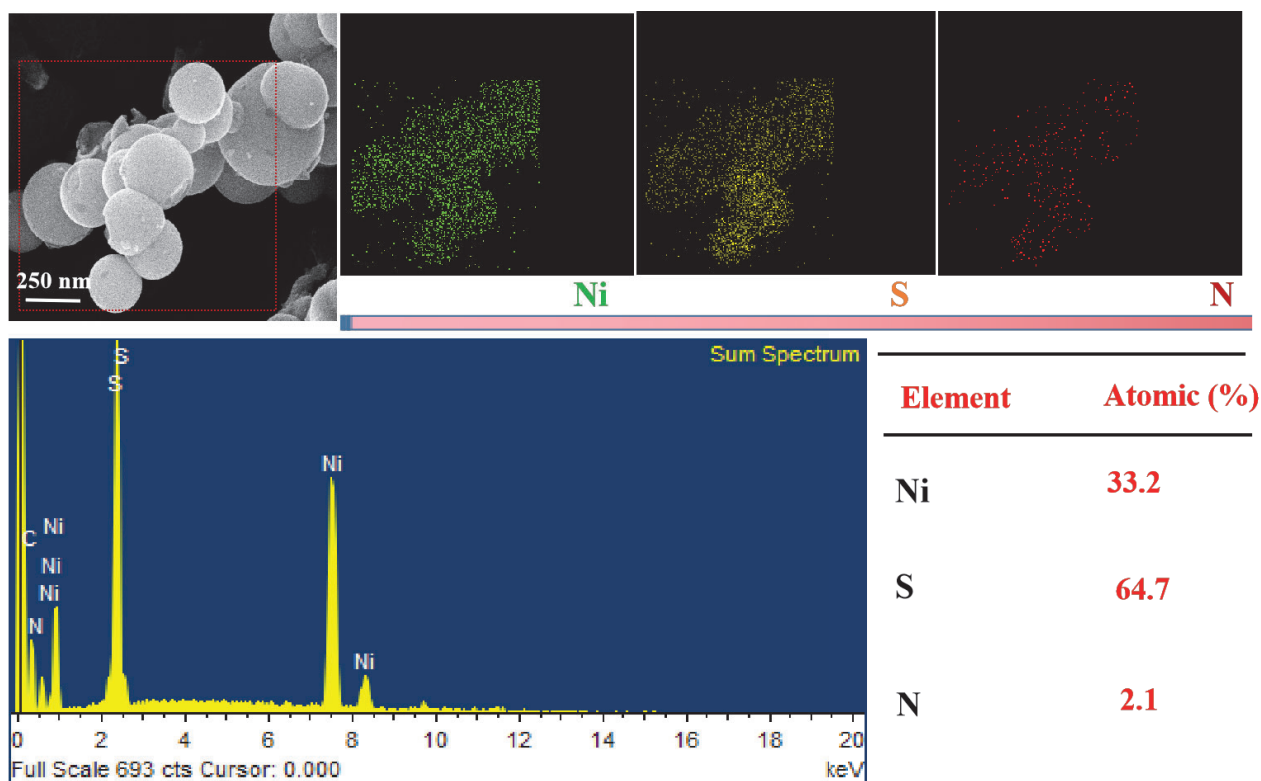 250 nm
Ni
S
N
Sum Spectrum
S
S
Ni
Ni
C
Ni
Ni
N
Ni
0 2 4 6 8 10 12 14 16 18 20
Full Scale 693 cts Cursor: 0.000 keV
Element Atomic (%)
Ni 33.2
S 64.7
N 2.1